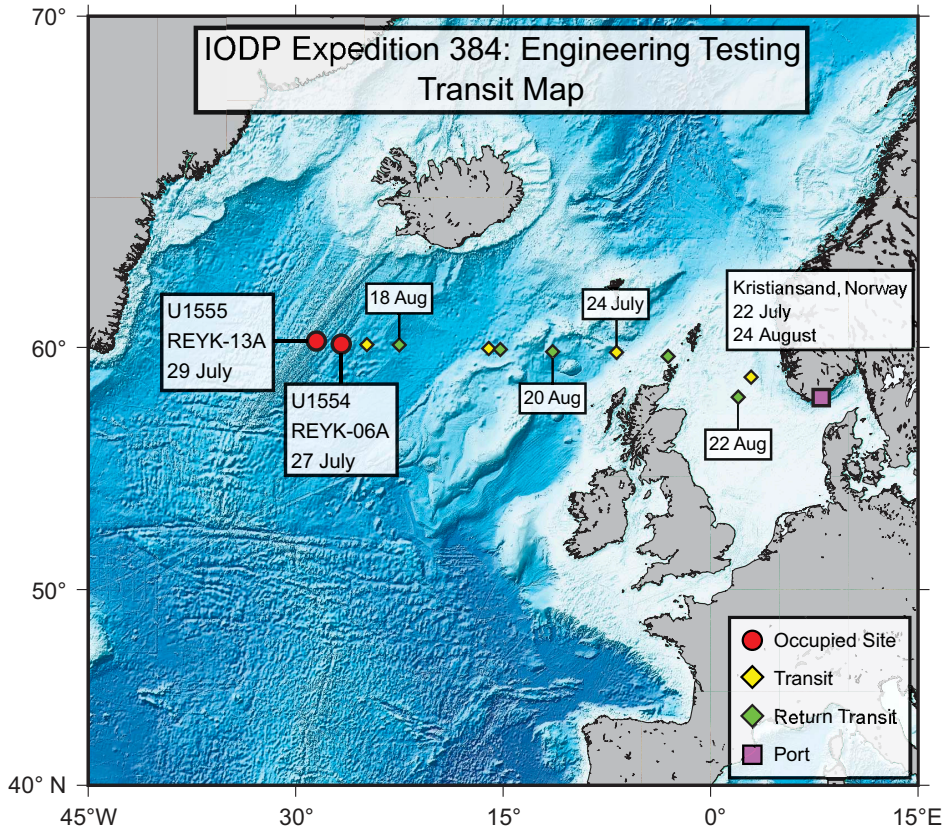 IODP Expedition 384: Engineering Testing
Transit Map
70°
60°
50°
40° N
45°W
30°
15°
0°
15°E
U1555
REYK-13A
29 July
U1554
REYK-06A
27 July
18 Aug
20 Aug
24 July
22 Aug
Kristiansand, Norway
22 July
24 August
Occupied Site
Transit
Return Transit
Port